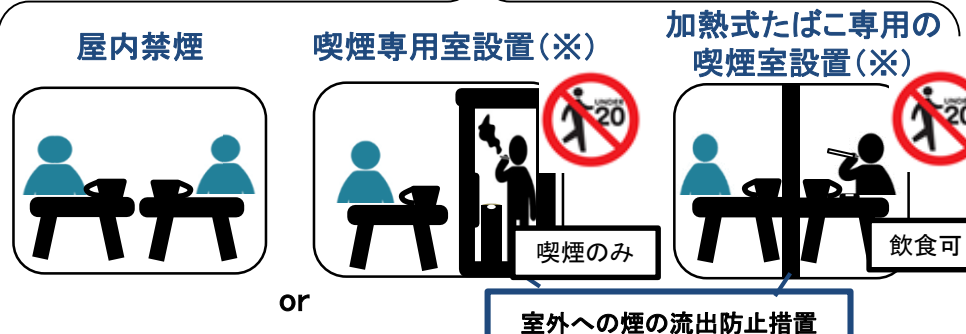 屋内禁煙
喫煙専用室設置(※)
加熱式たばこ専用の
喫煙室設置(※)
UNDER
20
UNDER
20
喫煙のみ
飲食可
or
室外への煙の流出防止措置